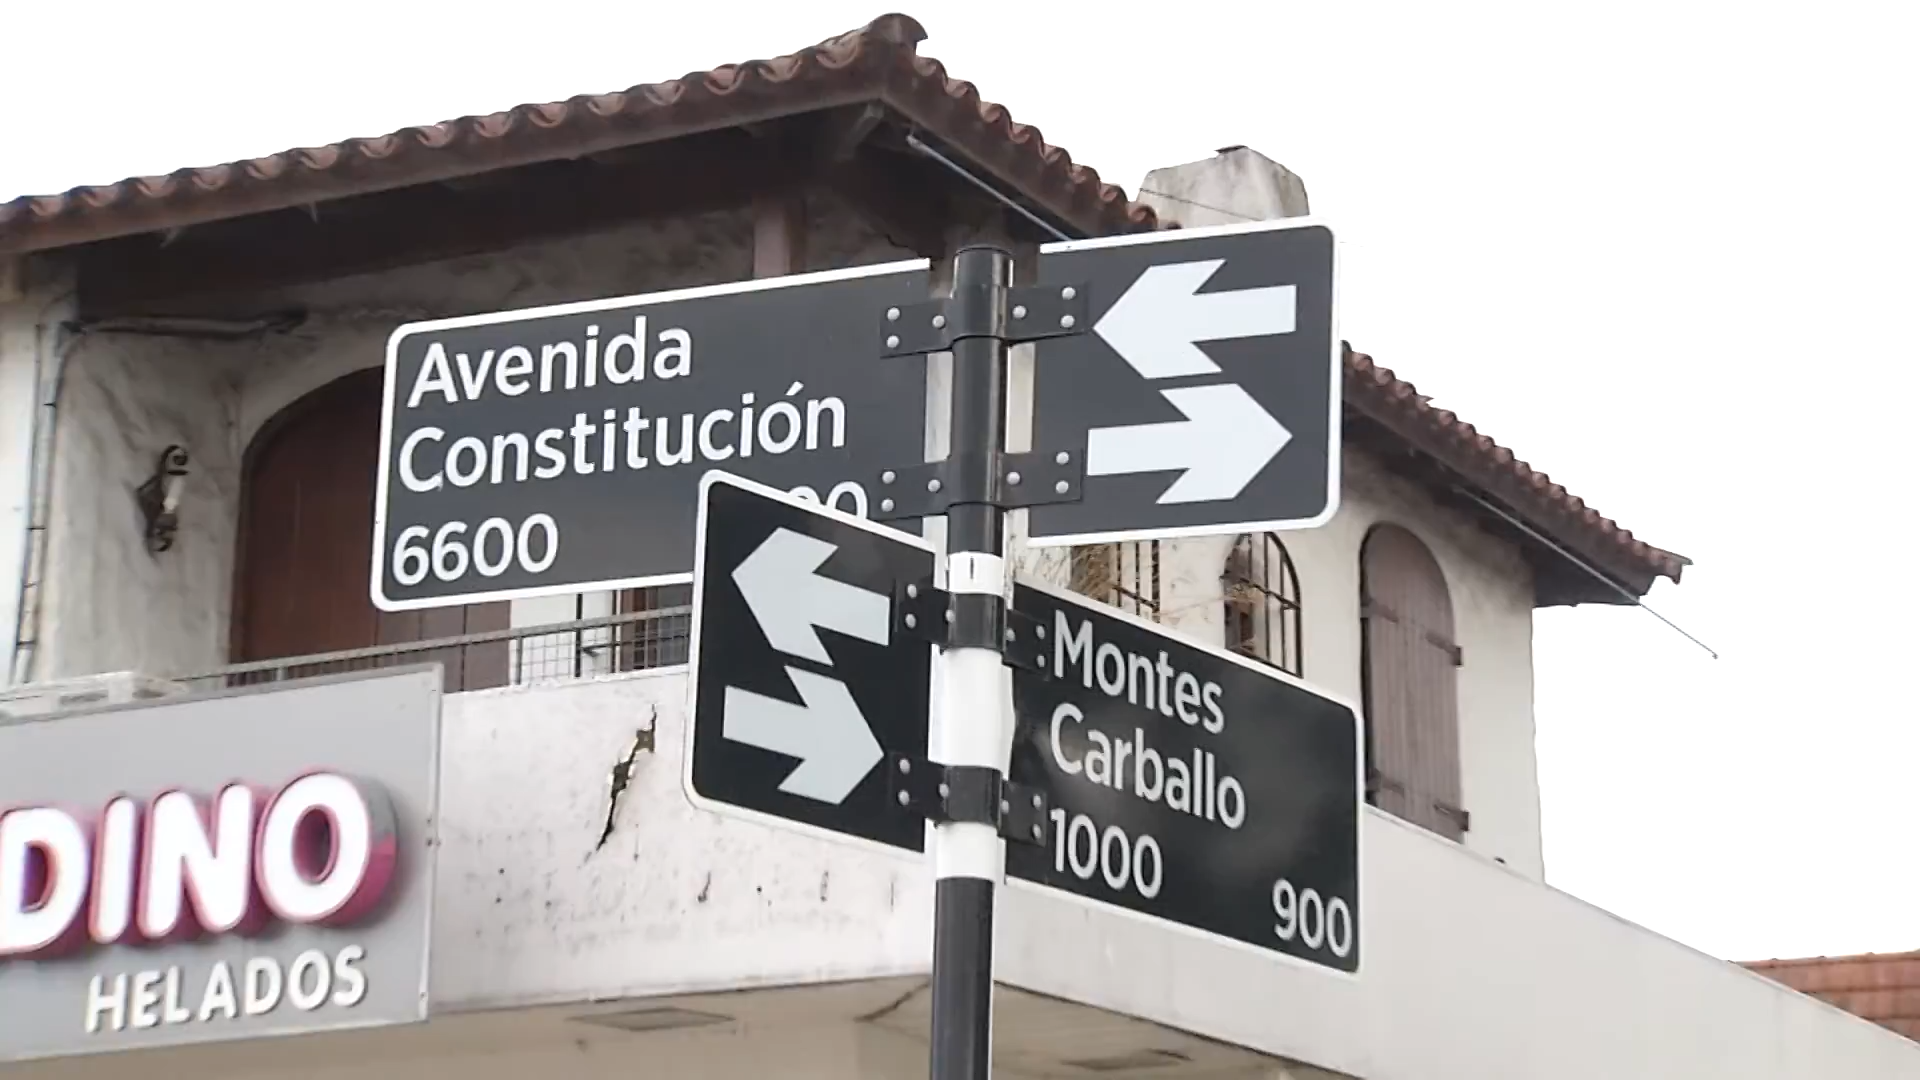 Avenida
Constitución
6600
Montes
Carballo
1000
900
DINO
HELADOS